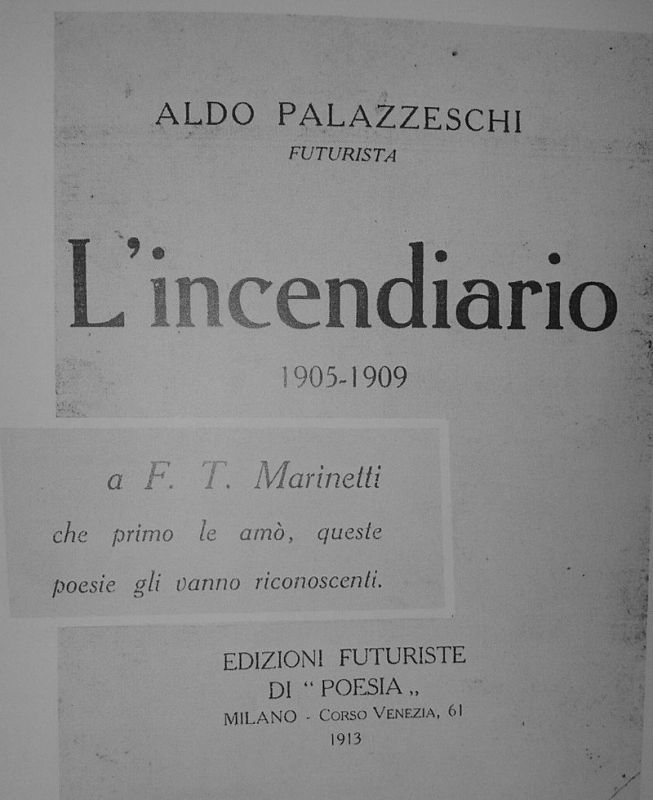 ALDO PALAZZESCHI
FUTURISTA
L'incendiario
1905-1909
a F. T. Marinetti
che primo le amò, queste
poesie gli vanno riconoscenti.
EDIZIONI FUTURISTE
DI “ POESIA „
MILANO - CORSO VENEZIA, 61
1913